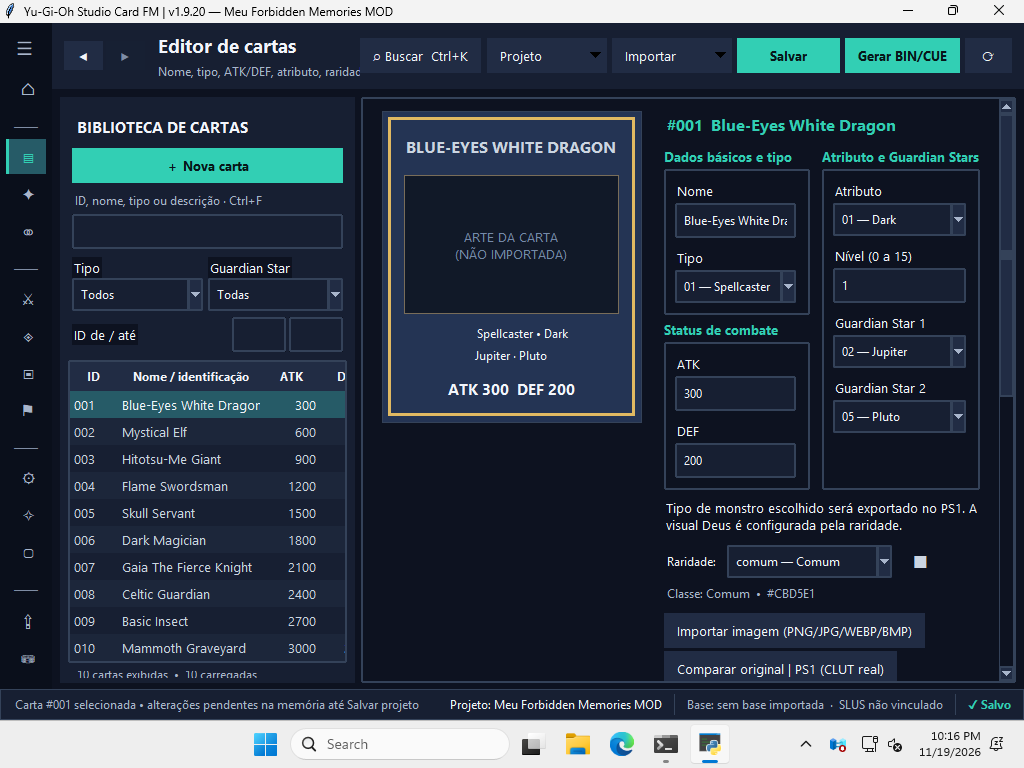 Yu-Gi-Oh Studio Card FM | v1.9.20 — Meu Forbidden Memories MOD
Editor de cartas
Nome, tipo, ATK/DEF, atributo, raridad
Buscar Ctrl+K
Projeto
Importar
Salvar
Gerar BIN/CUE
BIBLIOTECA DE CARTAS
+ Nova carta
ID, nome, tipo ou descrição · Ctrl+F
Tipo
Guardian Star
Todos
Todas
ID de / até
ID Nome / identificação ATK D
001 Blue-Eyes White Dragor 300
002 Mystical Elf 600
003 Hitotsu-Me Giant 900
004 Flame Swordsman 1200
005 Skull Servant 1500
006 Dark Magician 1800
007 Gaia The Fierce Knight 2100
008 Celtic Guardian 2400
009 Basic Insect 2700
010 Mammoth Graveyard 3000
10 cartas exibidas • 10 carregadas
BLUE-EYES WHITE DRAGON
ARTE DA CARTA
(NÃO IMPORTADA)
Spellcaster • Dark
Jupiter · Pluto
ATK 300 DEF 200
#001 Blue-Eyes White Dragon
Dados básicos e tipo
Nome
Blue-Eyes White Dra
Tipo
01 — Spellcaster
Status de combate
ATK
300
DEF
200
Atributo e Guardian Stars
Atributo
01 — Dark
Nível (0 a 15)
1
Guardian Star 1
02 — Jupiter
Guardian Star 2
05 — Pluto
Tipo de monstro escolhido será exportado no PS1. A
visual Deus é configurada pela raridade.
Raridade: comum — Comum
Classe: Comum • #CBD5E1
Importar imagem (PNG/JPG/WEBP/BMP)
Comparar original | PS1 (CLUT real)
Carta #001 selecionada • alterações pendentes na memória até Salvar projeto
Projeto: Meu Forbidden Memories MOD
Base: sem base importada · SLUS não vinculado
✓ Salvo
Search
10:16 PM
11/19/2026